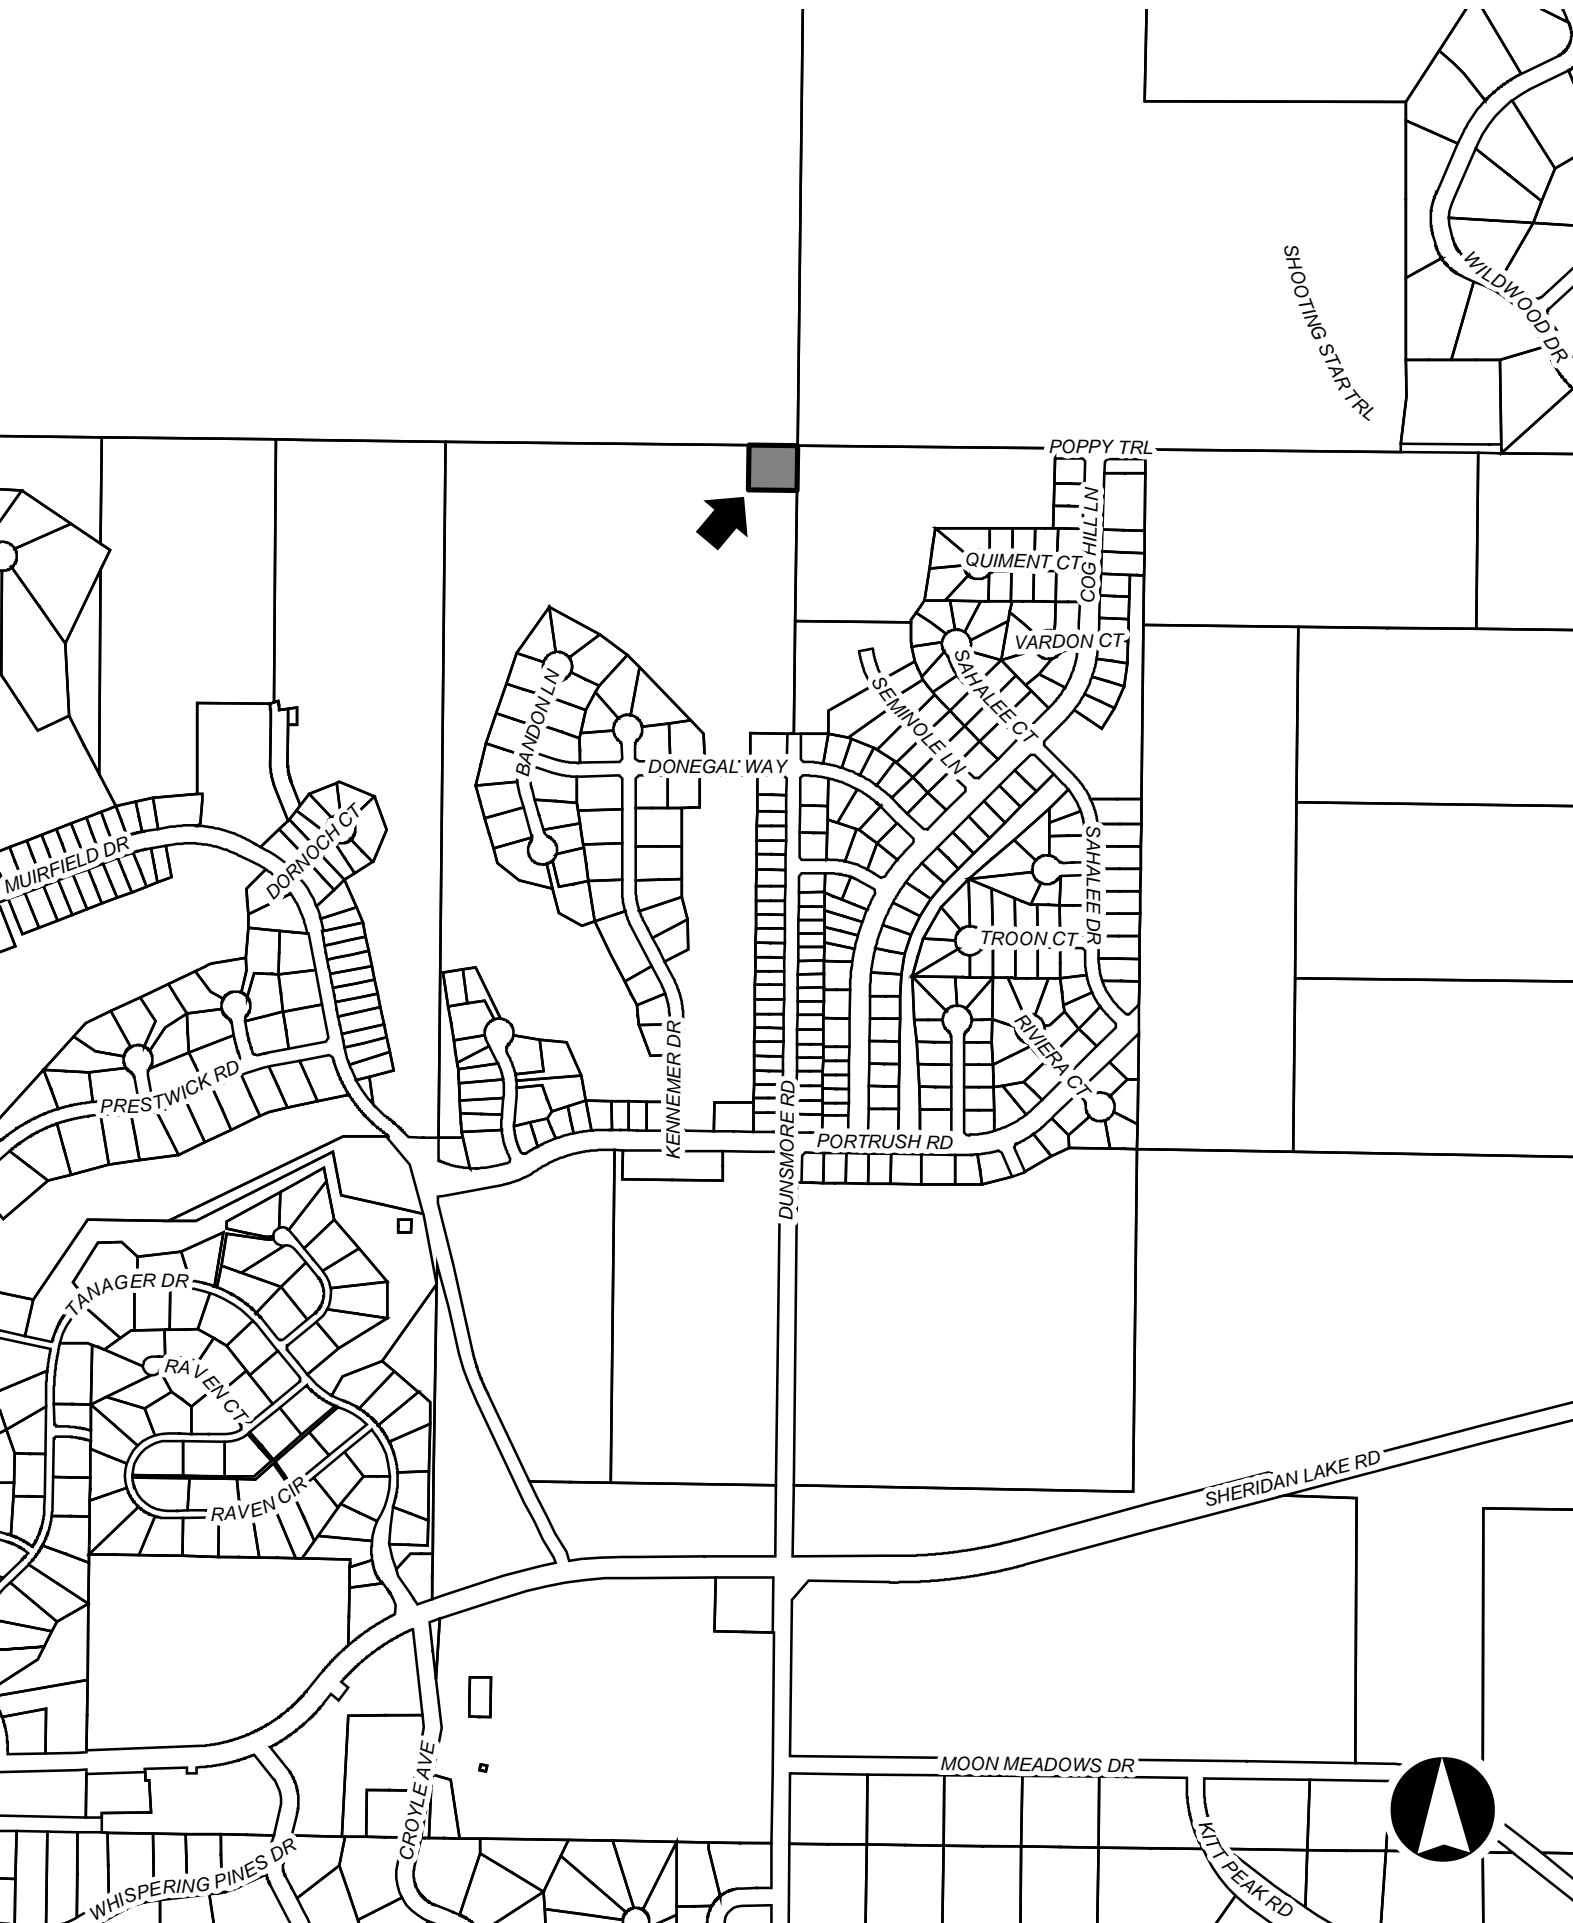 SHOOTING STAR TRL
WILDWOOD DR
POPPY TRL
COG HILL LN
QUIMENT CT
VARDON CT
SAHALEE CT
SEMINOLE LN
BANDON LN
DONEGAL WAY
DORNOCH CT
MUIRFIELD DR
SAHALEE DR
TROON CT
RIVIERA CT
KENNEMER DR
PRESTWICK RD
DUNSMORE RD
PORTRUSH RD
TANAGER DR
RAVEN CT
RAVEN CIR
SHERIDAN LAKE RD
MOON MEADOWS DR
CROYLE AVE
KITT PEAK RD
WHISPERING PINES DR